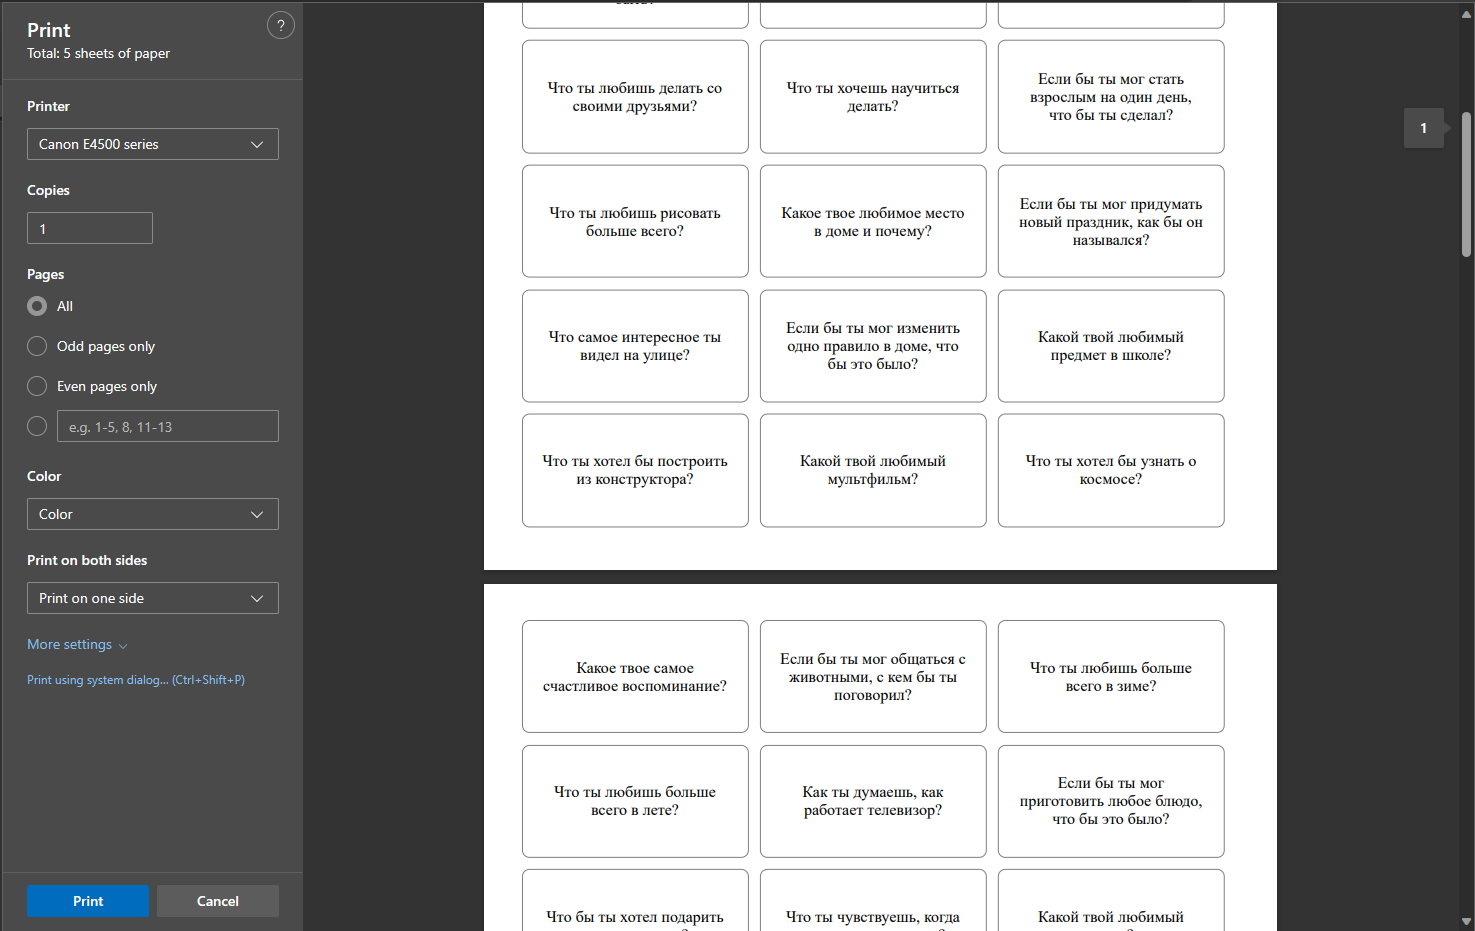 Print
?
Total: 5 sheets of paper
Printer
Canon E4500 series
Copies
1
Pages
All
Odd pages only
Even pages only
e.g. 1-5, 8, 11-13
Color
Color
Print on both sides
Print on one side
More settings
Print using system dialog... (Ctrl+Shift+P)
Print
Cancel
Что ты любишь делать со
своими друзьями?
Что ты хочешь научиться
делать?
Если бы ты мог стать
взрослым на один день,
что бы ты сделал?
Что ты любишь рисовать
больше всего?
Какое твое любимое место
в доме и почему?
Если бы ты мог придумать
новый праздник, как бы он
назывался?
Что самое интересное ты
видел на улице?
Если бы ты мог изменить
одно правило в доме, что
бы это было?
Какой твой любимый
предмет в школе?
Что ты хотел бы построить
из конструктора?
Какой твой любимый
мультфильм?
Что ты хотел бы узнать о
космосе?
Какое твое самое
счастливое воспоминание?
Если бы ты мог общаться с
животными, с кем бы ты
поговорил?
Что ты любишь больше
всего в зиме?
Что ты любишь больше
всего в лете?
Как ты думаешь, как
работает телевизор?
Если бы ты мог
приготовить любое блюдо,
что бы это было?
Что бы ты хотел подарить
Что ты чувствуешь, когда
Какой твой любимый
1